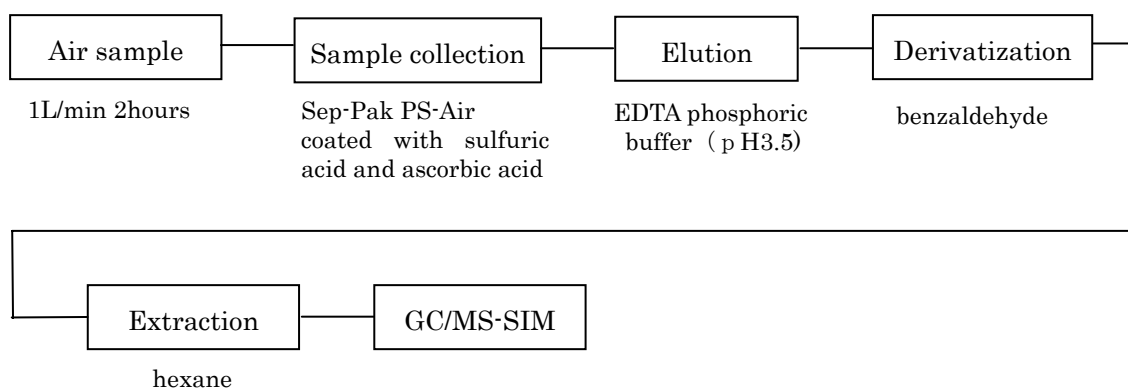 Air sample
Sample collection
Elution
Derivatization
1L/min 2hours
Sep-Pak PS-Air
coated with sulfuric
acid and ascorbic acid
EDTA phosphoric
buffer （ｐH3.5)
benzaldehyde
Extraction
GC/MS-SIM
hexane